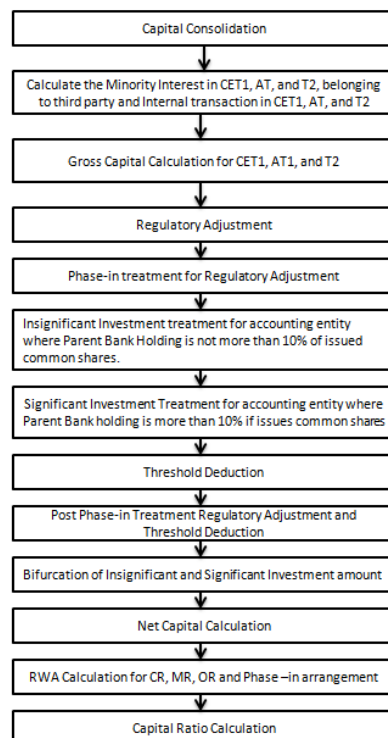 Capital Consolidation
Calculate the Minority Interest in CET1, AT, and T2, belonging
to third party and Internal transaction in CET1, AT, and T2
Gross Capital Calculation for CET1, AT1, and T2
Regulatory Adjustment
Phase-in treatment for Regulatory Adjustment
Insignificant Investment treatment for accounting entity
where Parent Bank Holding is not more than 10% of issued
common shares.
Significant Investment Treatment for accounting entity where
Parent Bank holding is more than 10% if issues common shares
Threshold Deduction
Post Phase-in Treatment Regulatory Adjustment and
Threshold Deduction
Bifurcation of Insignificant and Significant Investment amount
Net Capital Calculation
RWA Calculation for CR, MR, OR and Phase –in arrangement
Capital Ratio Calculation